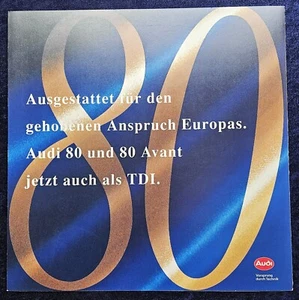 80
Ausgestattet für den
gehobenen Anspruch Europas.
Audi 80 und 80 Avant
jetzt auch als TDI.
Audi
Vorsprung
durch Technik